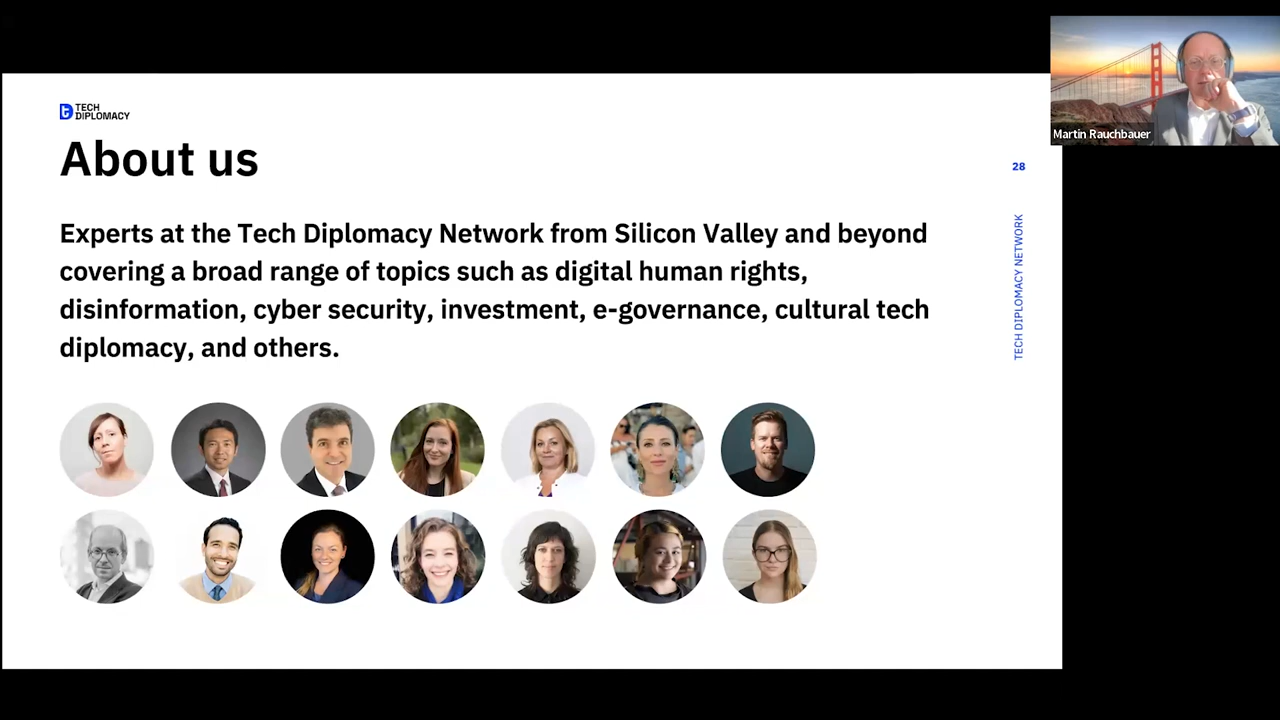 TECH
DIPLOMACY
About us
28
Experts at the Tech Diplomacy Network from Silicon Valley and beyond
covering a broad range of topics such as digital human rights,
disinformation, cyber security, investment, e-governance, cultural tech
diplomacy, and others.
TECH DIPLOMACY NETWORK
Martin Rauchbauer